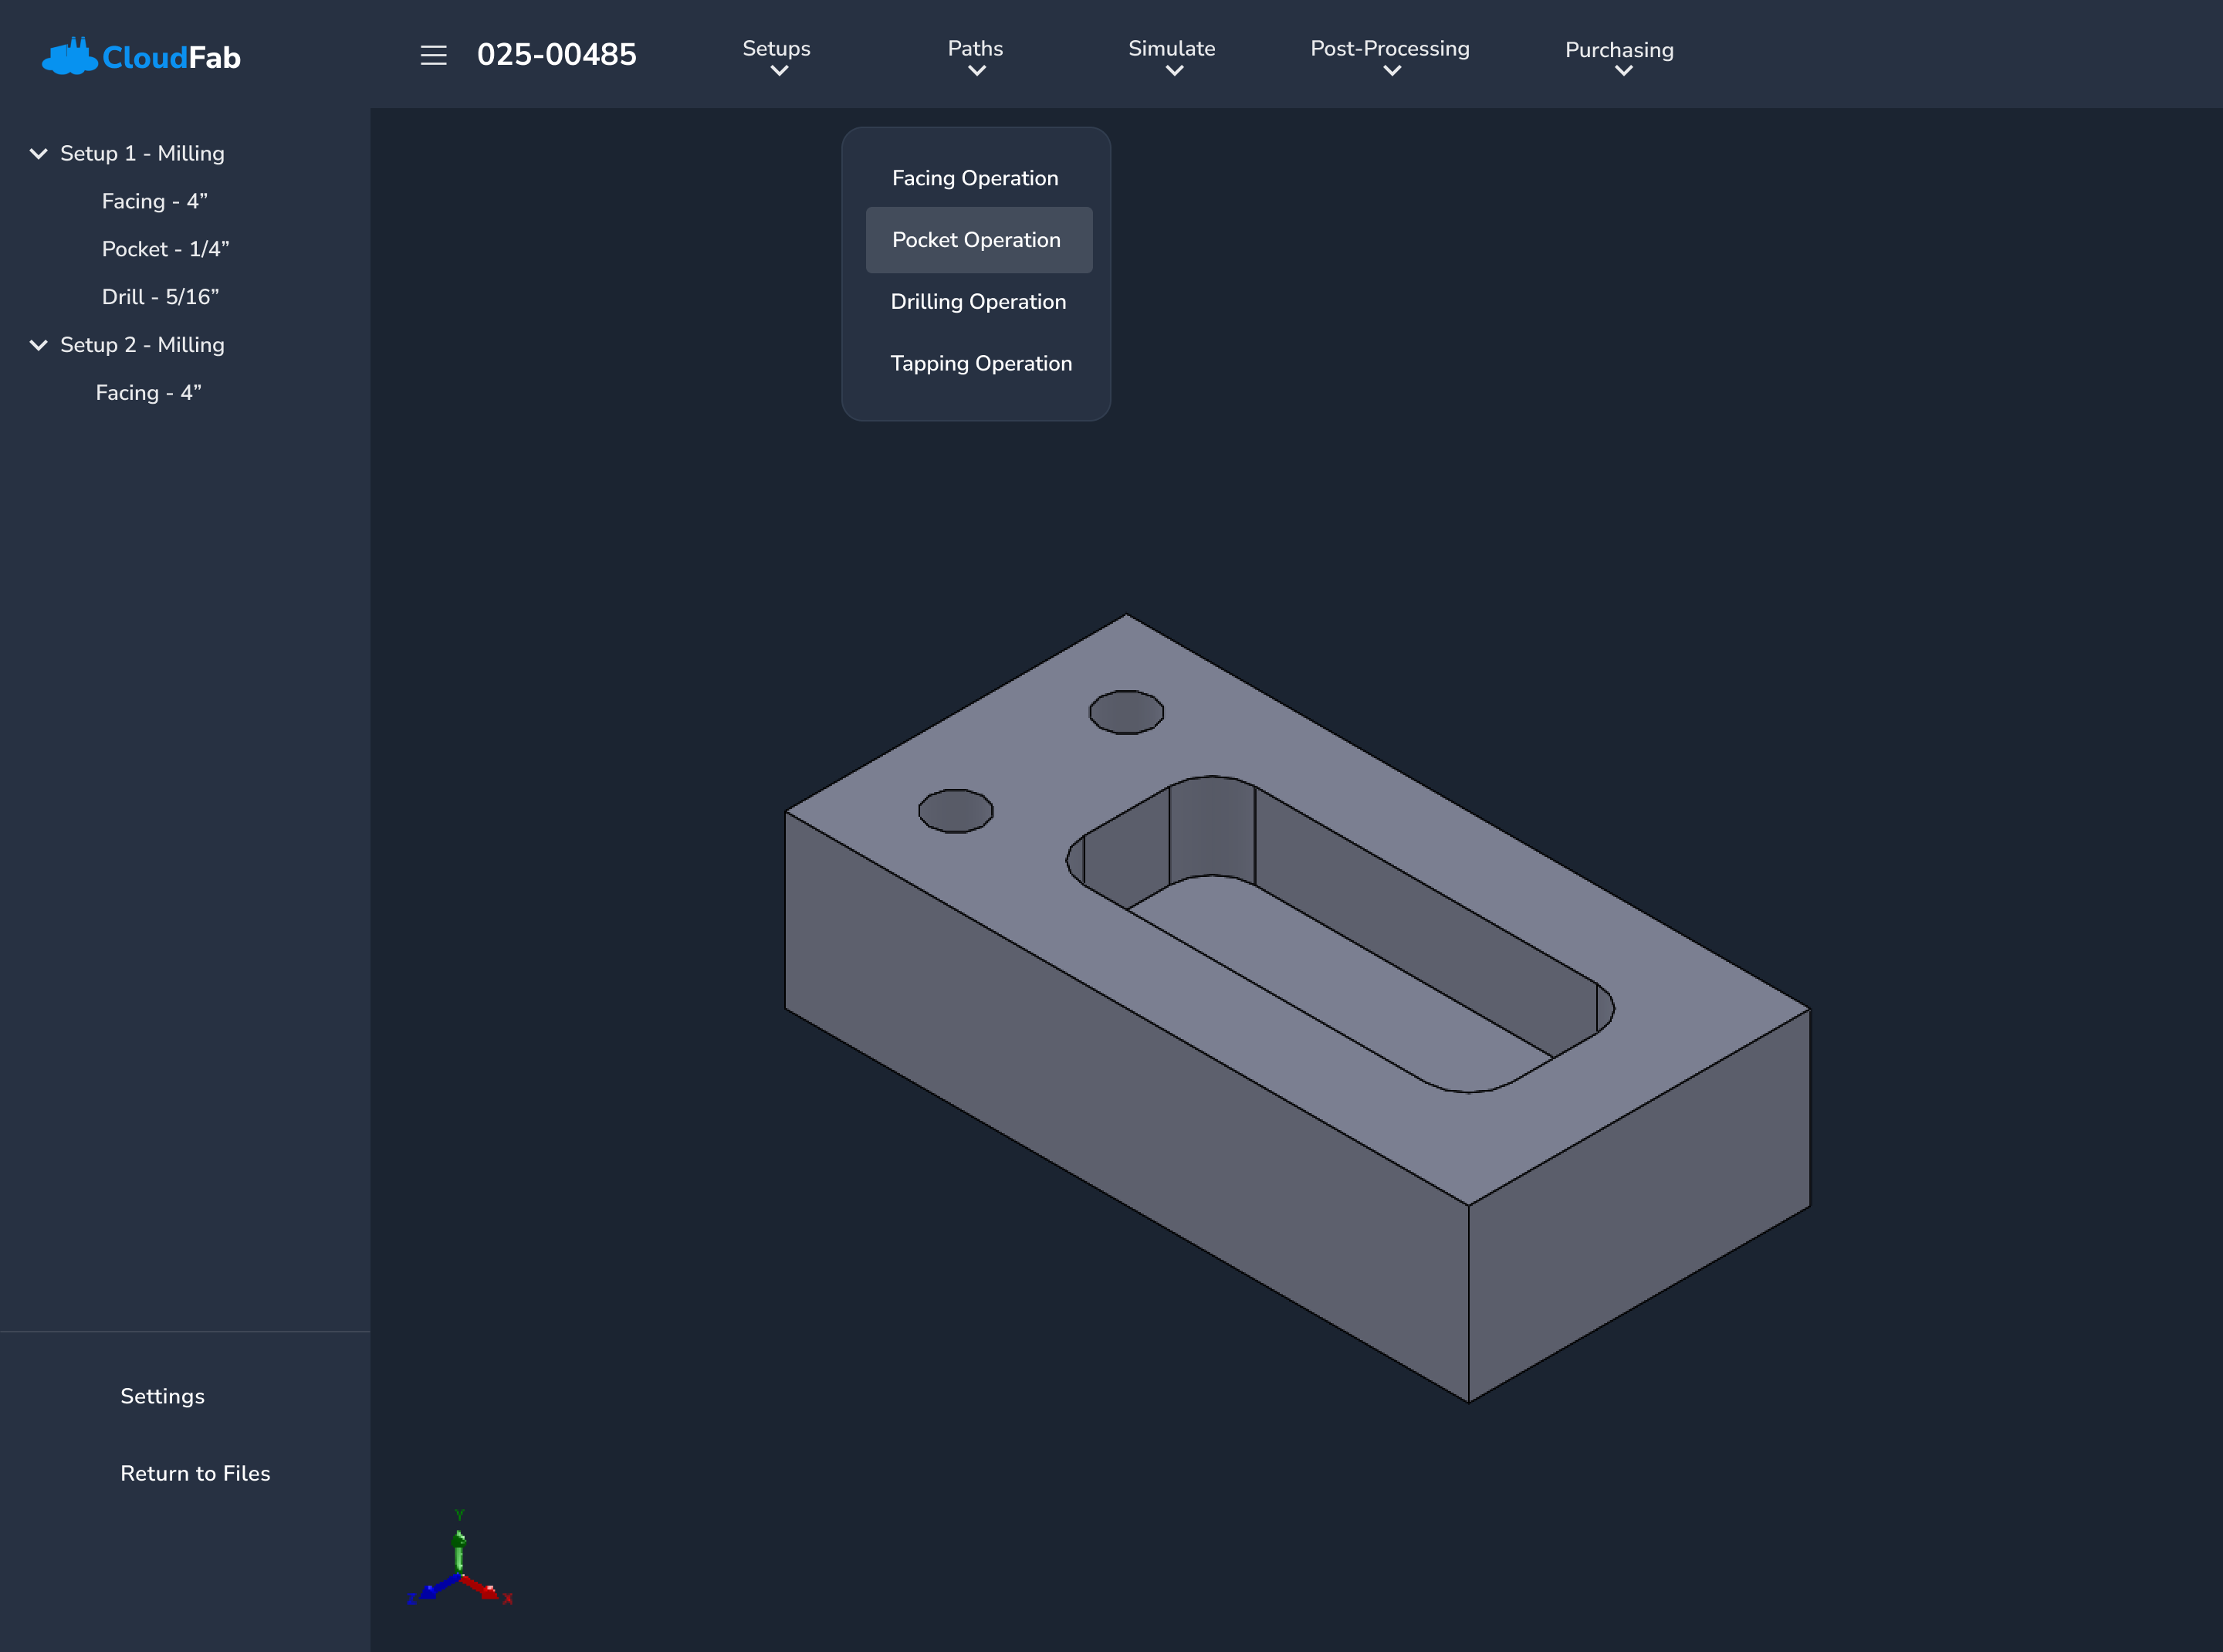 CloudFab
025-00485
Setups
Paths
Simulate
Post-Processing
Purchasing
Setup 1 - Milling
Facing - 4”
Pocket - 1/4”
Drill - 5/16”
Setup 2 - Milling
Facing - 4”
Facing Operation
Pocket Operation
Drilling Operation
Tapping Operation
Settings
Return to Files
Y
Z
X